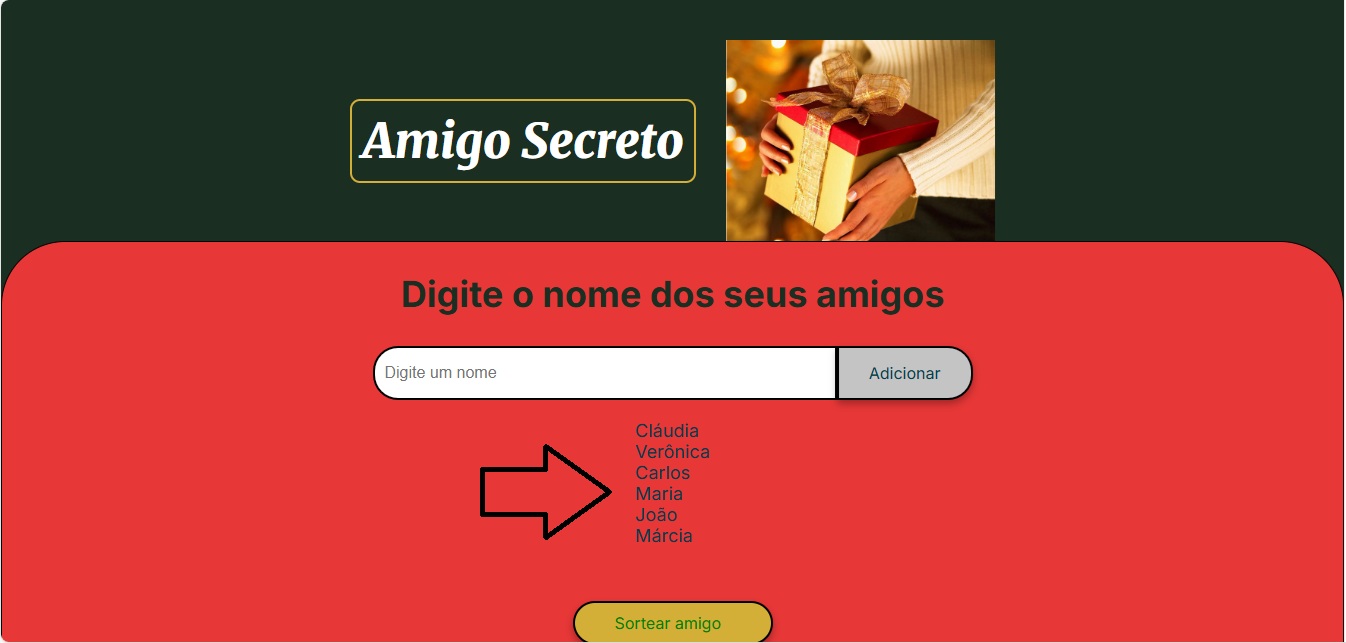 Amigo Secreto
Digite o nome dos seus amigos
Digite um nome
Adicionar
Cláudia
Verônica
Carlos
Maria
João
Márcia
Sortear amigo